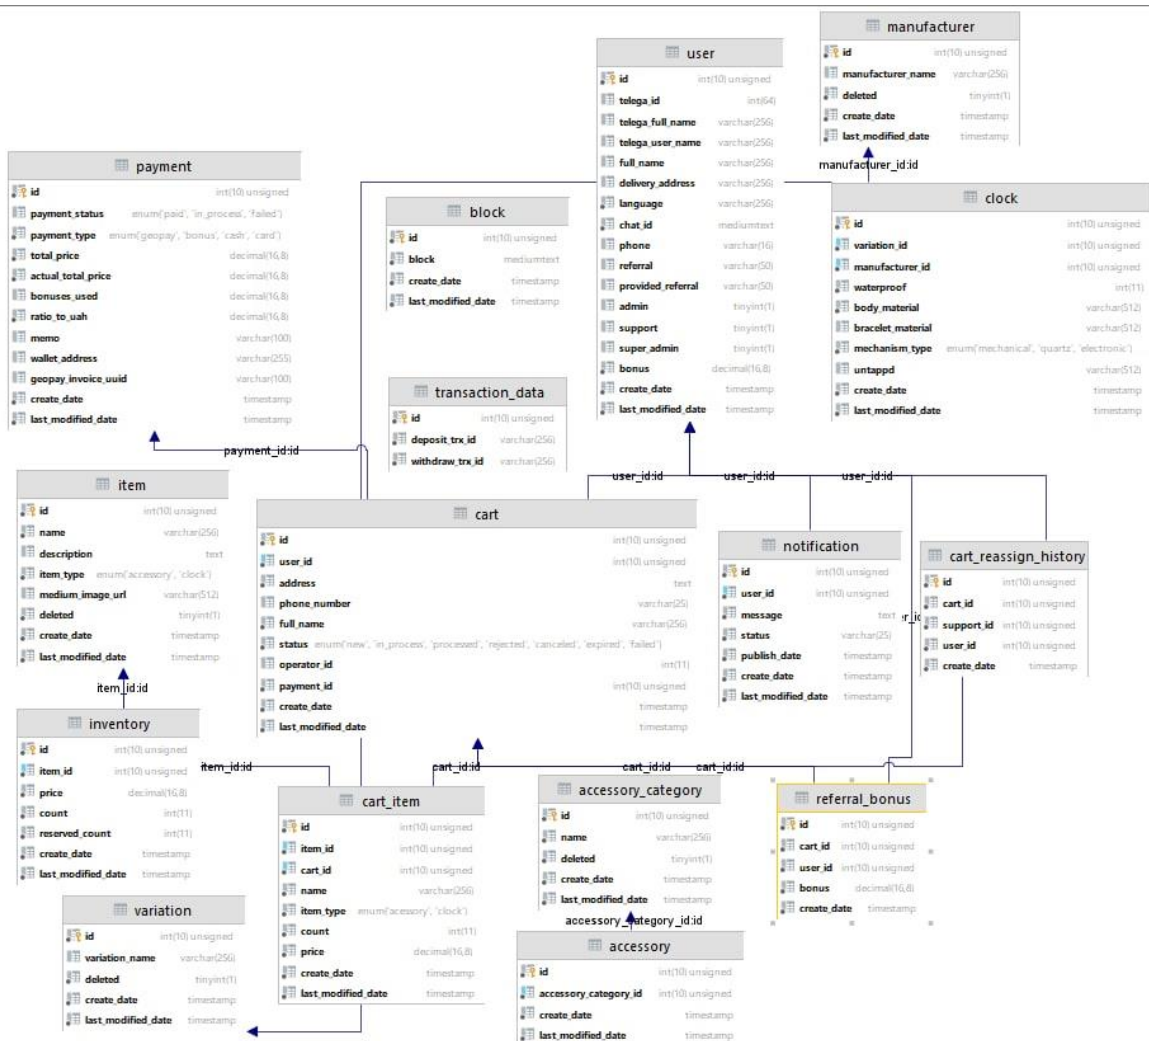 manufacturer
id int(10) unsigned
manufacturer_name varchar(256)
deleted tinyint(1)
create_date timestamp
last_modified_date timestamp
manufacturer_id:id
user
id int(10) unsigned
telega_id int(64)
telega_full_name varchar(256)
telega_user_name varchar(256)
full_name varchar(256)
delivery_address varchar(256)
language varchar(256)
chat_id mediumtext
phone varchar(16)
referral varchar(50)
provided_referral varchar(50)
admin tinyint(1)
support tinyint(1)
super_admin tinyint(1)
bonus decimal(16,8)
create_date timestamp
last_modified_date timestamp
payment
id int(10) unsigned
payment_status enum('paid', 'in_process', 'failed')
payment_type enum('geopay', 'bonus', 'cash', 'card')
total_price decimal(16,8)
actual_total_price decimal(16,8)
bonuses_used decimal(16,8)
ratio_to_uah decimal(16,8)
memo varchar(100)
wallet_address varchar(255)
geopay_invoice_uuid varchar(100)
create_date timestamp
last_modified_date timestamp
payment_id:id
block
id int(10) unsigned
block mediumtext
create_date timestamp
last_modified_date timestamp
clock
id int(10) unsigned
variation_id int(10) unsigned
manufacturer_id int(10) unsigned
waterproof int(11)
body_material varchar(512)
bracelet_material varchar(512)
mechanism_type enum('mechanical', 'quartz', 'electronic')
untappd varchar(512)
create_date timestamp
last_modified_date timestamp
transaction_data
id int(10) unsigned
deposit_trx_id varchar(256)
withdraw_trx_id varchar(256)
user_id:id user_id:id user_id:id
item
id int(10) unsigned
name varchar(256)
description text
item_type enum('accessory', 'clock')
medium_image_url varchar(512)
deleted tinyint(1)
create_date timestamp
last_modified_date timestamp
item_id:id
cart
id int(10) unsigned
user_id int(10) unsigned
address text
phone_number varchar(25)
full_name varchar(256)
status enum('new', 'in_process', 'processed', 'rejected', 'canceled', 'expired', 'failed')
operator_id int(11)
payment_id int(10) unsigned
create_date timestamp
last_modified_date timestamp
notification
id int(10) unsigned
user_id int(10) unsigned
message text
status varchar(25)
publish_date timestamp
create_date timestamp
last_modified_date timestamp
cart_reassign_history
id int(10) unsigned
cart_id int(10) unsigned
support_id int(10) unsigned
user_id int(10) unsigned
create_date timestamp
inventory
id int(10) unsigned
item_id int(10) unsigned
price decimal(16,8)
count int(11)
reserved_count int(11)
create_date timestamp
last_modified_date timestamp
item_id:id cart_id:id cart_id:id cart_id:id
cart_item
id int(10) unsigned
item_id int(10) unsigned
cart_id int(10) unsigned
name varchar(256)
item_type enum('acessory', 'clock')
count int(11)
price decimal(16,8)
create_date timestamp
last_modified_date timestamp
accessory_category
id int(10) unsigned
name varchar(256)
deleted tinyint(1)
create_date timestamp
last_modified_date timestamp
referral_bonus
id int(10) unsigned
cart_id int(10) unsigned
user_id int(10) unsigned
bonus decimal(16,8)
create_date timestamp
variation
id int(10) unsigned
variation_name varchar(256)
deleted tinyint(1)
create_date timestamp
last_modified_date timestamp
accessory_category_id:id
accessory
id int(10) unsigned
accessory_category_id int(10) unsigned
create_date timestamp
last_modified_date timestamp